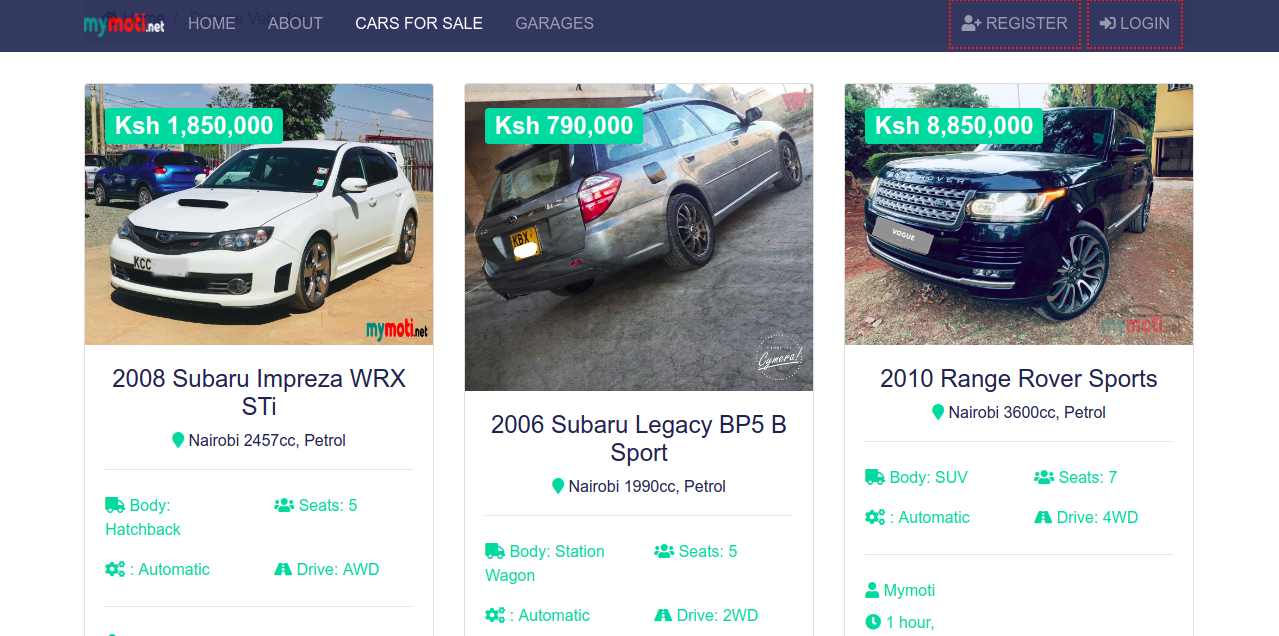 mymoti.net HOME ABOUT CARS FOR SALE GARAGES REGISTER LOGIN
Home /
Ksh 1,850,000
KCC
mymoti.net
2008 Subaru Impreza WRX
STi
Nairobi 2457cc, Petrol
Body:
Hatchback
Seats: 5
: Automatic
Drive: AWD
Ksh 790,000
KBX
Cymera!
2006 Subaru Legacy BP5 B
Sport
Nairobi 1990cc, Petrol
Body: Station
Wagon
Seats: 5
: Automatic
Drive: 2WD
Ksh 8,850,000
VOGUE
mymoti.net
2010 Range Rover Sports
Nairobi 3600cc, Petrol
Body: SUV
Seats: 7
: Automatic
Drive: 4WD
Mymoti
1 hour,